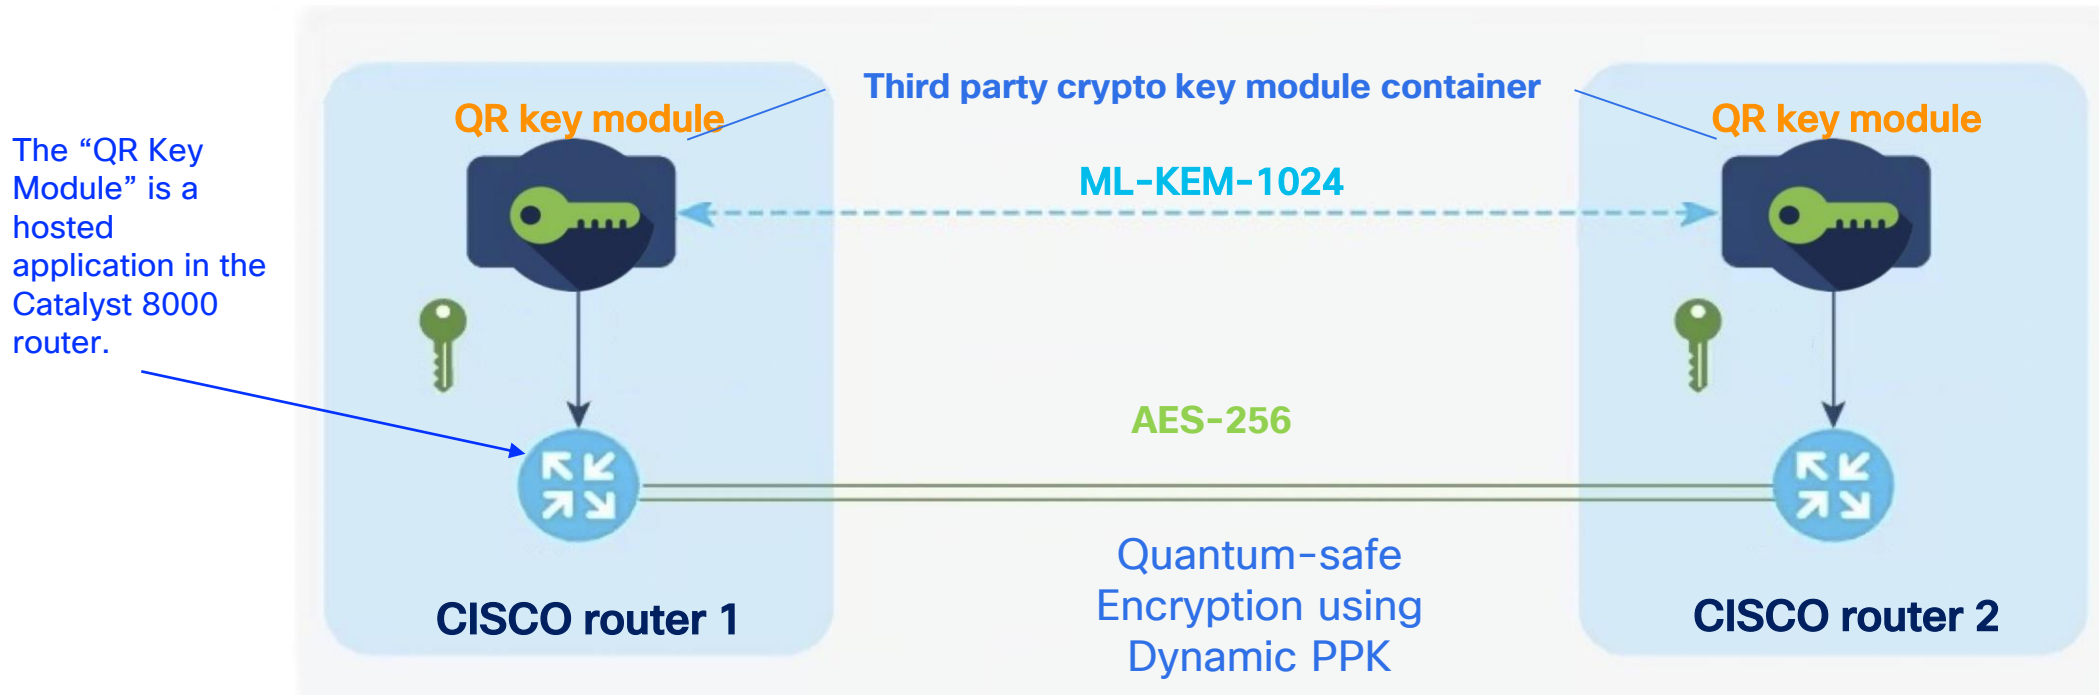 The “QR Key
Module” is a
hosted
application in the
Catalyst 8000
router.
QR key module
Third party crypto key module container
QR key module
ML-KEM-1024
AES-256
Quantum-safe
Encryption using
Dynamic PPK
CISCO router 1
CISCO router 2